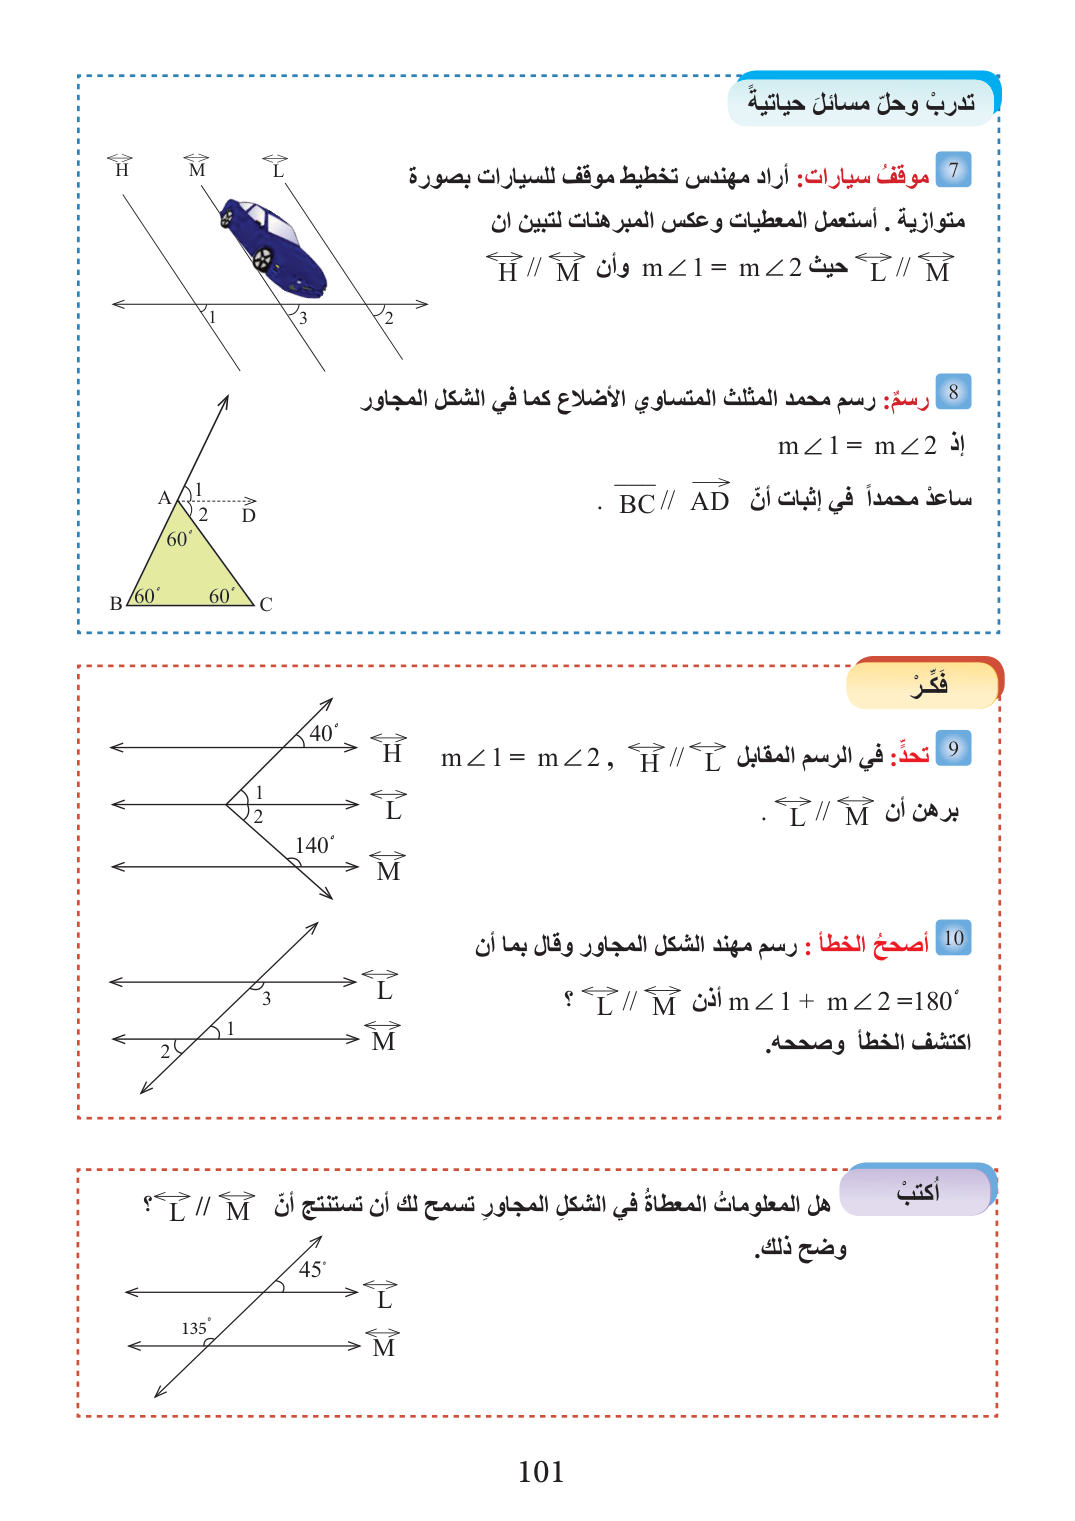 تدربْ وحلّ مسائلَ حياتيةً
7 موقفُ سيارات: أراد مهندس تخطيط موقف للسيارات بصورة
متوازية . أستعمل المعطيات وعكس المبرهنات لتبين ان
M // L حيث m∠1 = m∠2 وأن M // H
H M L
1 3 2
8 رسمٌ: رسم محمد المثلث المتساوي الأضلاع كما في الشكل المجاور
إذ m∠1 = m∠2
ساعدْ محمداً في إثبات أنّ BC // AD .
A 1
2 D
60°
B 60° 60° C
فَكِّـرْ
9 تحدٍّ: في الرسم المقابل H // L , m∠1 = m∠2
برهن أن L // M .
40° H
1 L
2
140°
M
10 أصححُ الخطأ : رسم مهند الشكل المجاور وقال بما أن
m∠1 + m∠2 =180° أذن L // M ؟
اكتشف الخطأ وصححه.
L
3
1 M
2
اُكتبْ
هل المعلوماتُ المعطاةُ في الشكلِ المجاورِ تسمح لك أن تستنتج أنّ L // M ؟
وضح ذلك.
45°
L
135°
M
101